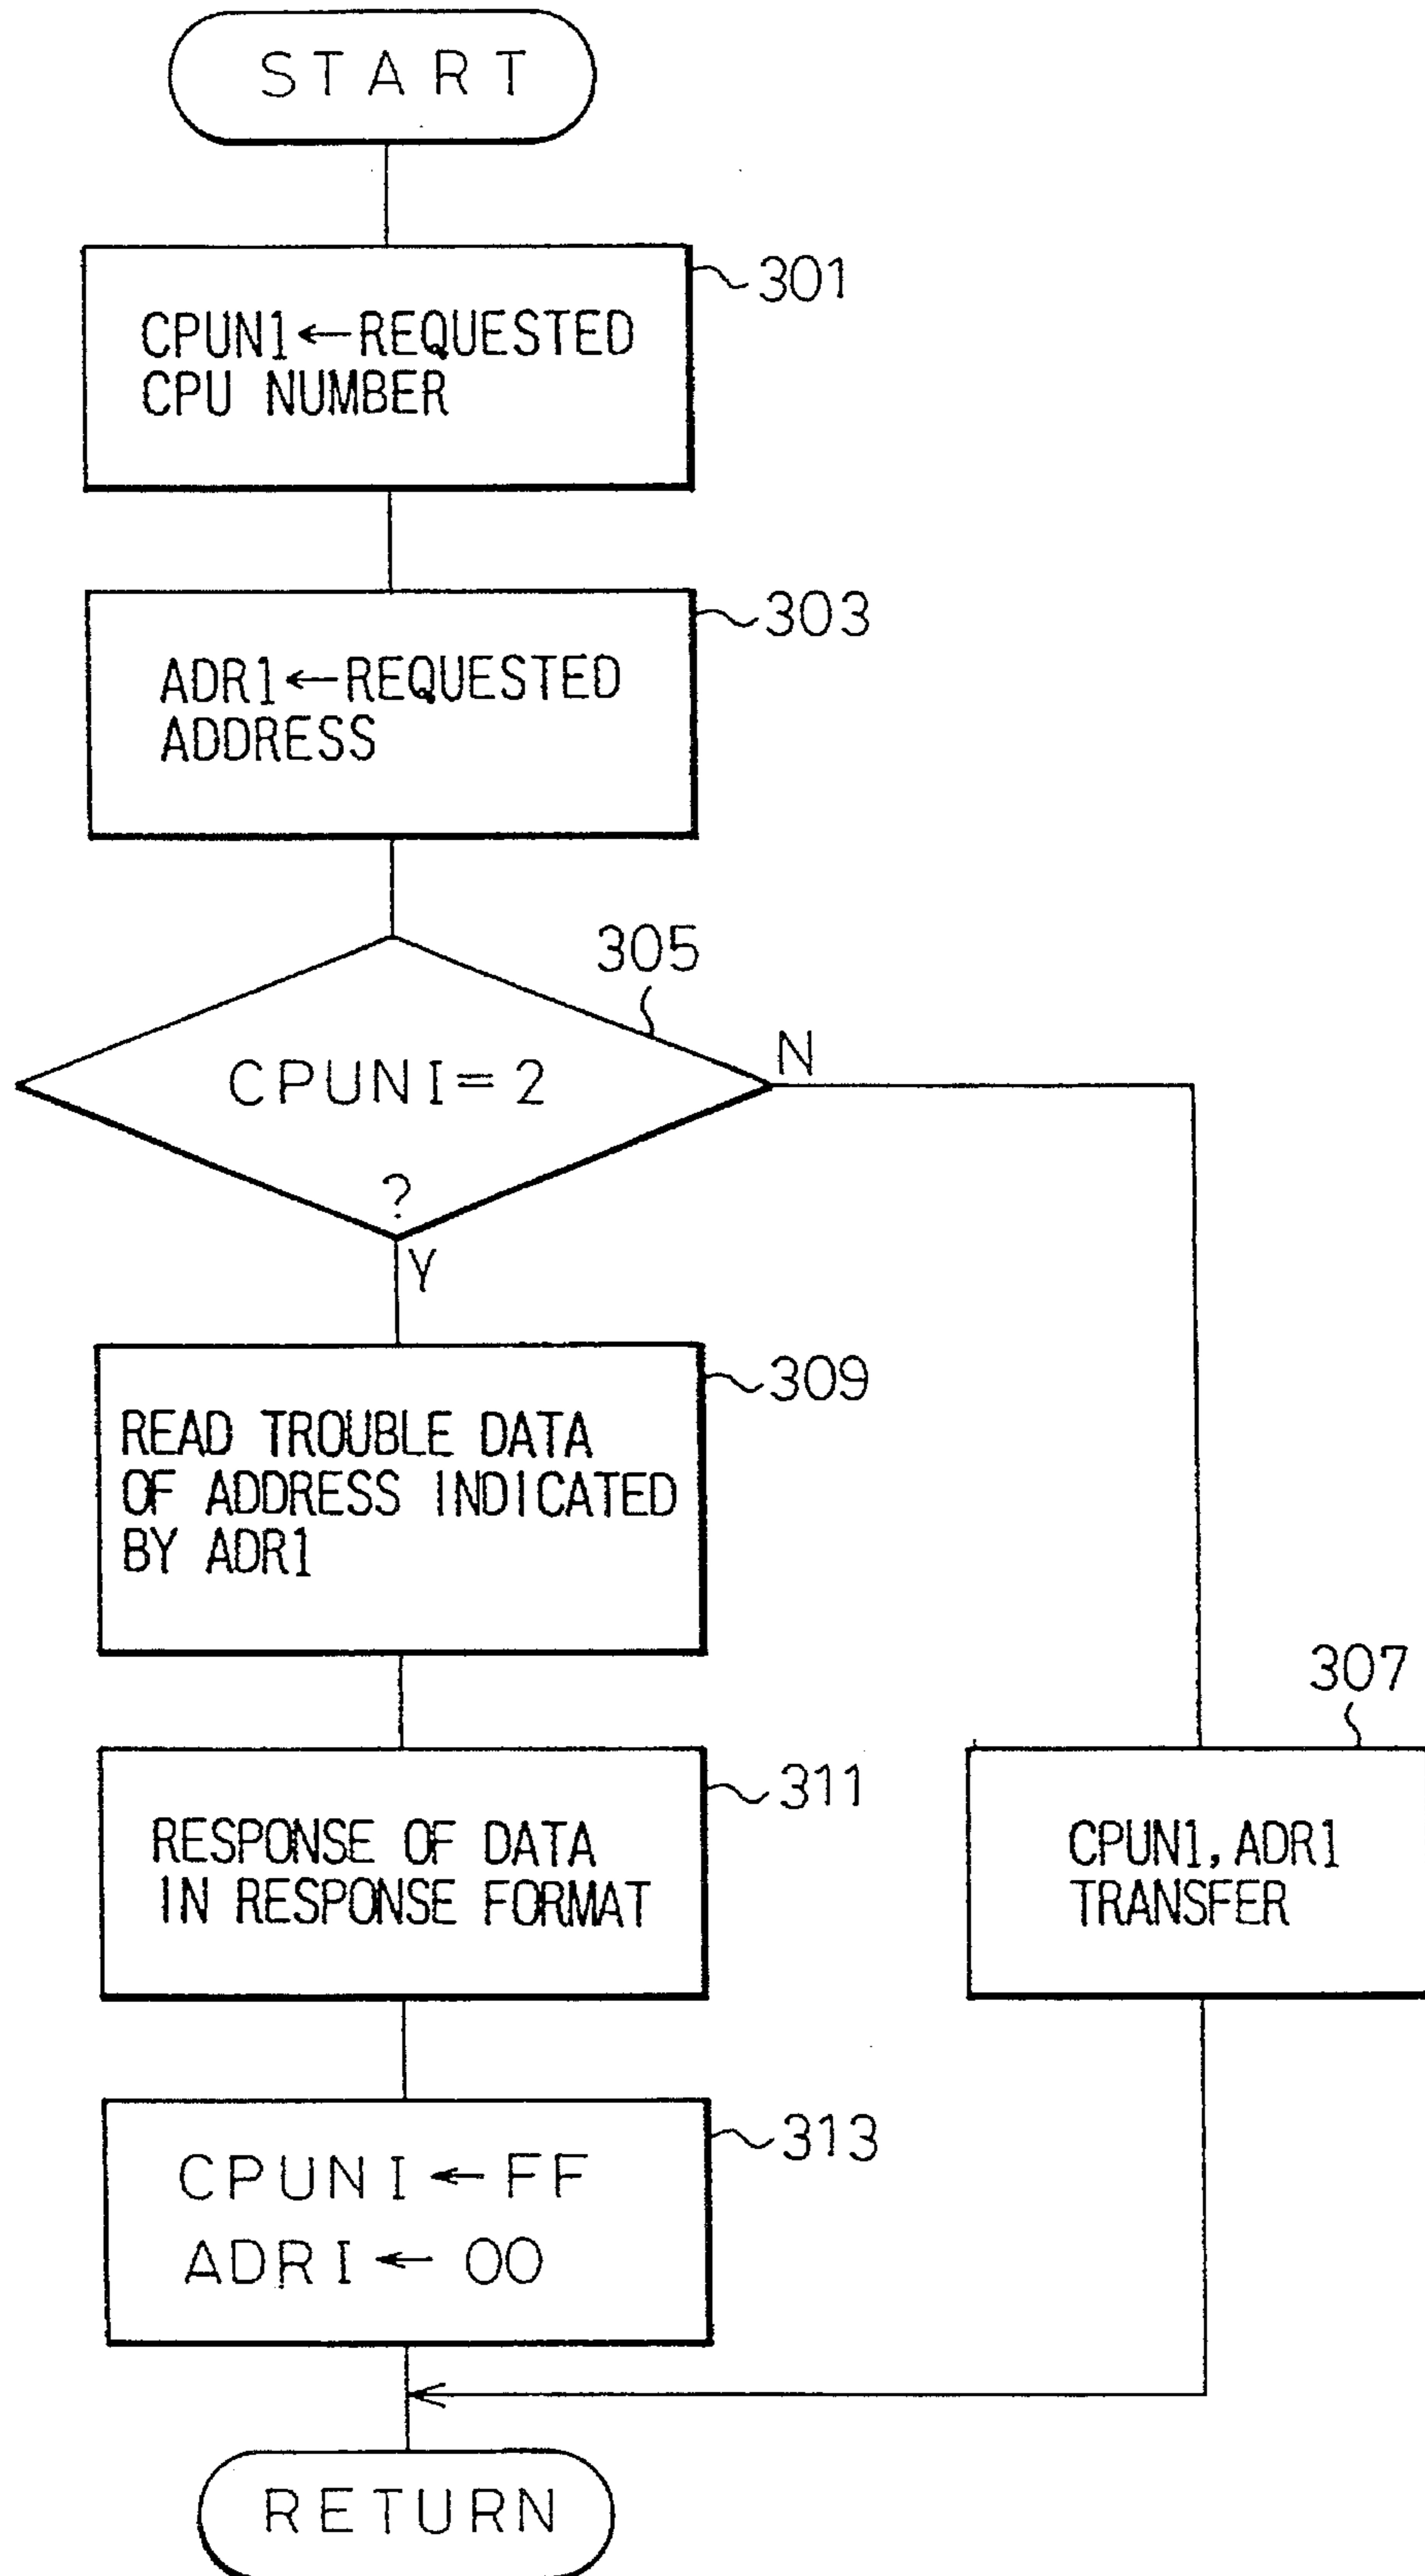 START
301
CPUN1←REQUESTED
CPU NUMBER
303
ADR1←REQUESTED
ADDRESS
305
CPUNI=2
?
N
Y
309
READ TROUBLE DATA
OF ADDRESS INDICATED
BY ADR1
307
311
RESPONSE OF DATA
IN RESPONSE FORMAT
CPUN1, ADR1
TRANSFER
313
CPUNI←FF
ADRI←00
RETURN